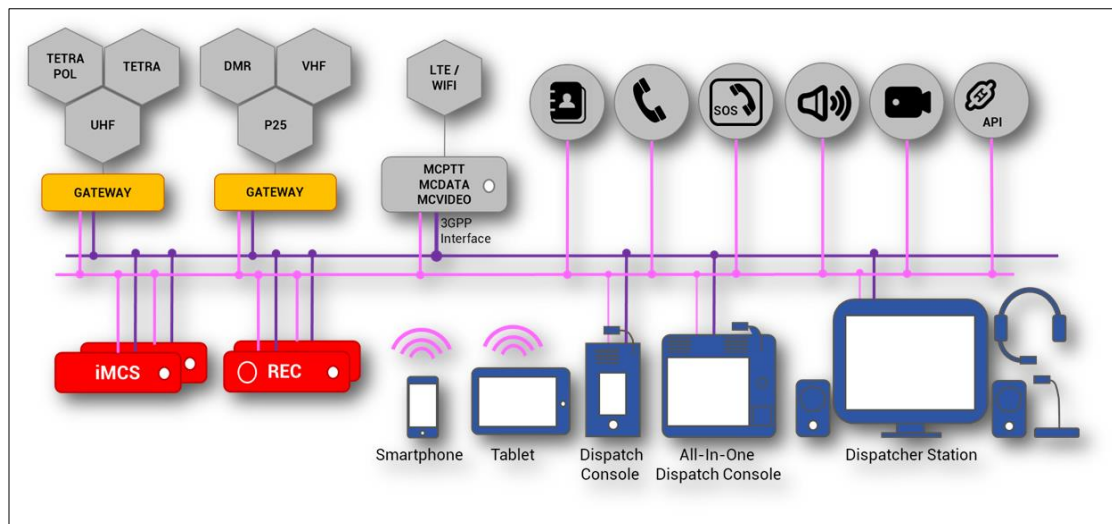 TETRA
POL
TETRA
UHF
DMR
VHF
P25
LTE /
WIFI
SOS
API
GATEWAY
GATEWAY
MCPTT
MCDATA
MCVIDEO
3GPP
Interface
iMCS
REC
Smartphone
Tablet
Dispatch
Console
All-In-One
Dispatch Console
Dispatcher Station